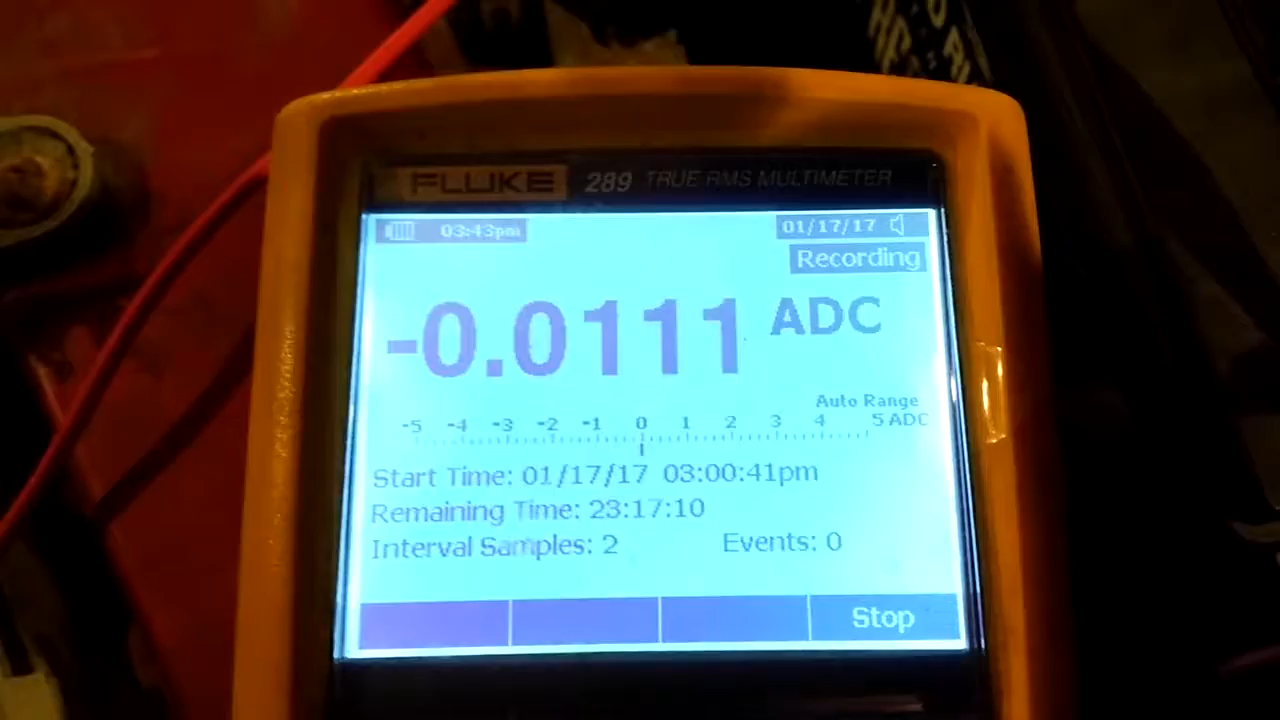 FLUKE 289 TRUE RMS MULTIMETER
03:43pm 01/17/17
Recording
-0.0111 ADC
Auto Range
-5 -4 -3 -2 -1 0 1 2 3 4 5 ADC
Start Time: 01/17/17 03:00:41pm
Remaining Time: 23:17:10
Interval Samples: 2 Events: 0
Stop